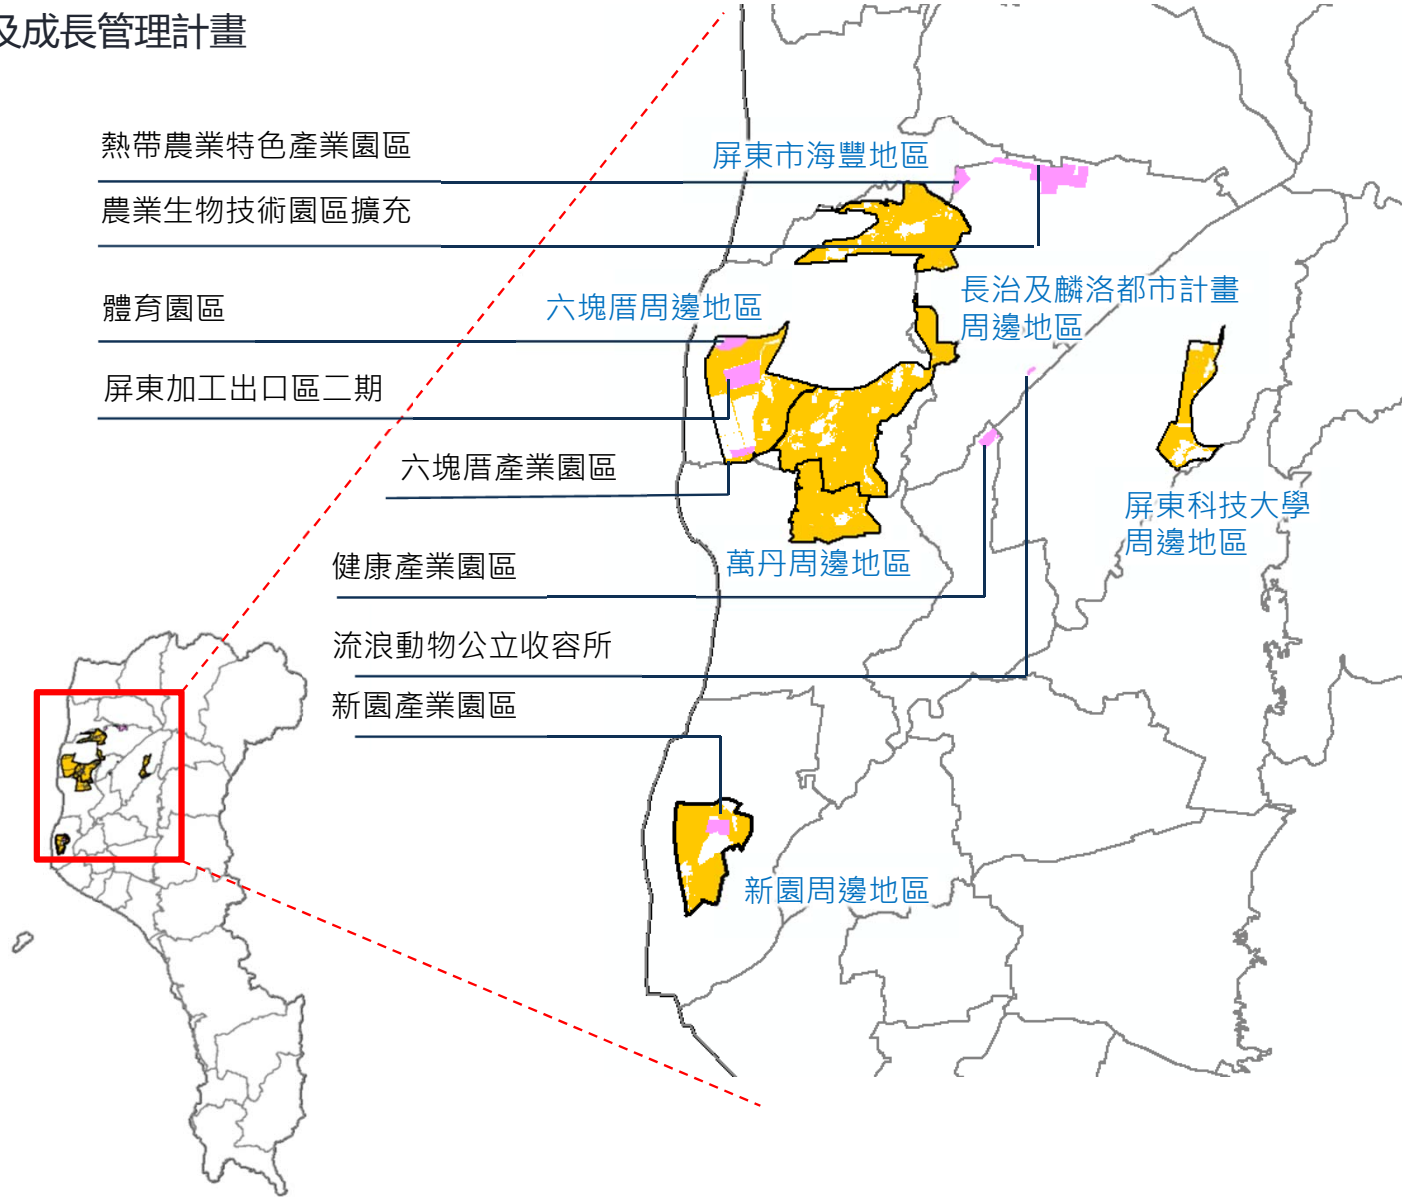 及成長管理計畫
熱帶農業特色產業園區
屏東市海豐地區
農業生物技術園區擴充
體育園區
六塊厝周邊地區
長治及麟洛都市計畫
周邊地區
屏東加工出口區二期
六塊厝產業園區
屏東科技大學
周邊地區
健康產業園區
萬丹周邊地區
流浪動物公立收容所
新園產業園區
新園周邊地區